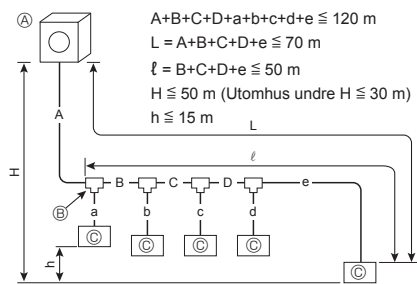 Ⓐ
A+B+C+D+a+b+c+d+e ≦ 120 m
L = A+B+C+D+e ≦ 70 m
ℓ = B+C+D+e ≦ 50 m
H ≦ 50 m (Utomhus undre H ≦ 30 m)
h ≦ 15 m
A
L
H
ℓ
B C D e
Ⓑ
a b c d
Ⓒ Ⓒ Ⓒ Ⓒ
h
Ⓒ